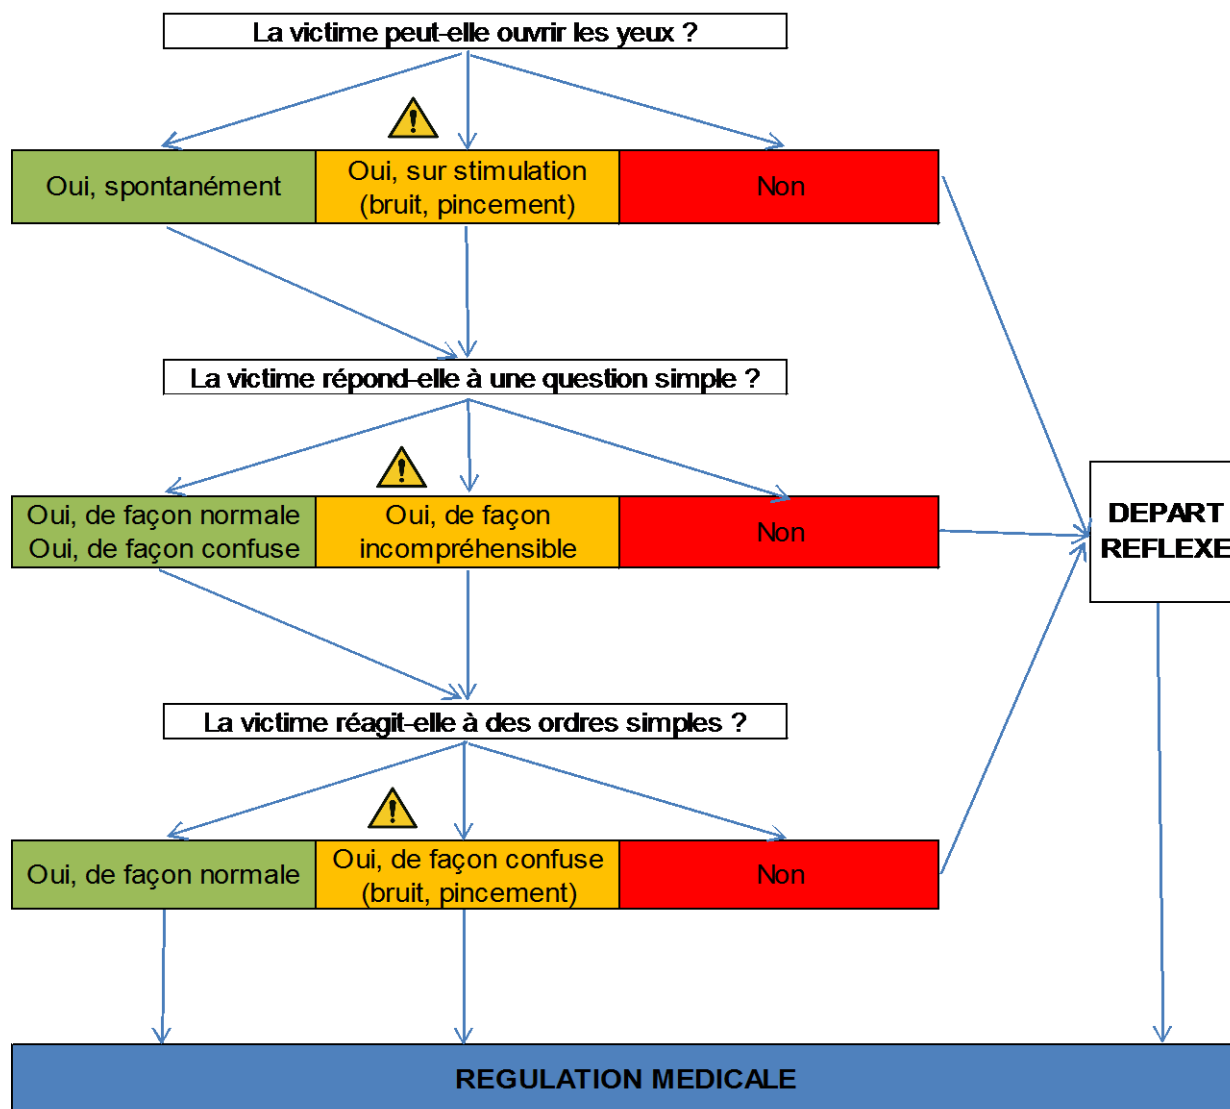 La victime peut-elle ouvrir les yeux ?
!
Oui, spontanément
Oui, sur stimulation
(bruit, pincement)
Non
La victime répond-elle à une question simple ?
!
Oui, de façon normale
Oui, de façon confuse
Oui, de façon
incompréhensible
Non
DEPART
REFLEXE
La victime réagit-elle à des ordres simples ?
!
Oui, de façon normale
Oui, de façon confuse
(bruit, pincement)
Non
REGULATION MEDICALE